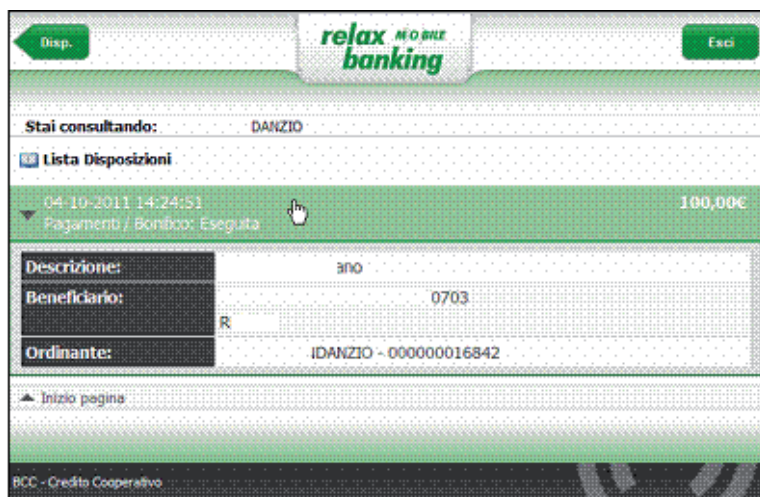 Disp.
relax MOBILE
banking
Esci
Stai consultando: DANZIO
Lista Disposizioni
04-10-2011 14:24:51 100,00€
Pagamenti / Bonifico: Eseguita
Descrizione: ano
Beneficiario: 0703
R
Ordinante: IDANZIO - 000000016842
Inizio pagina
BCC - Credito Cooperativo